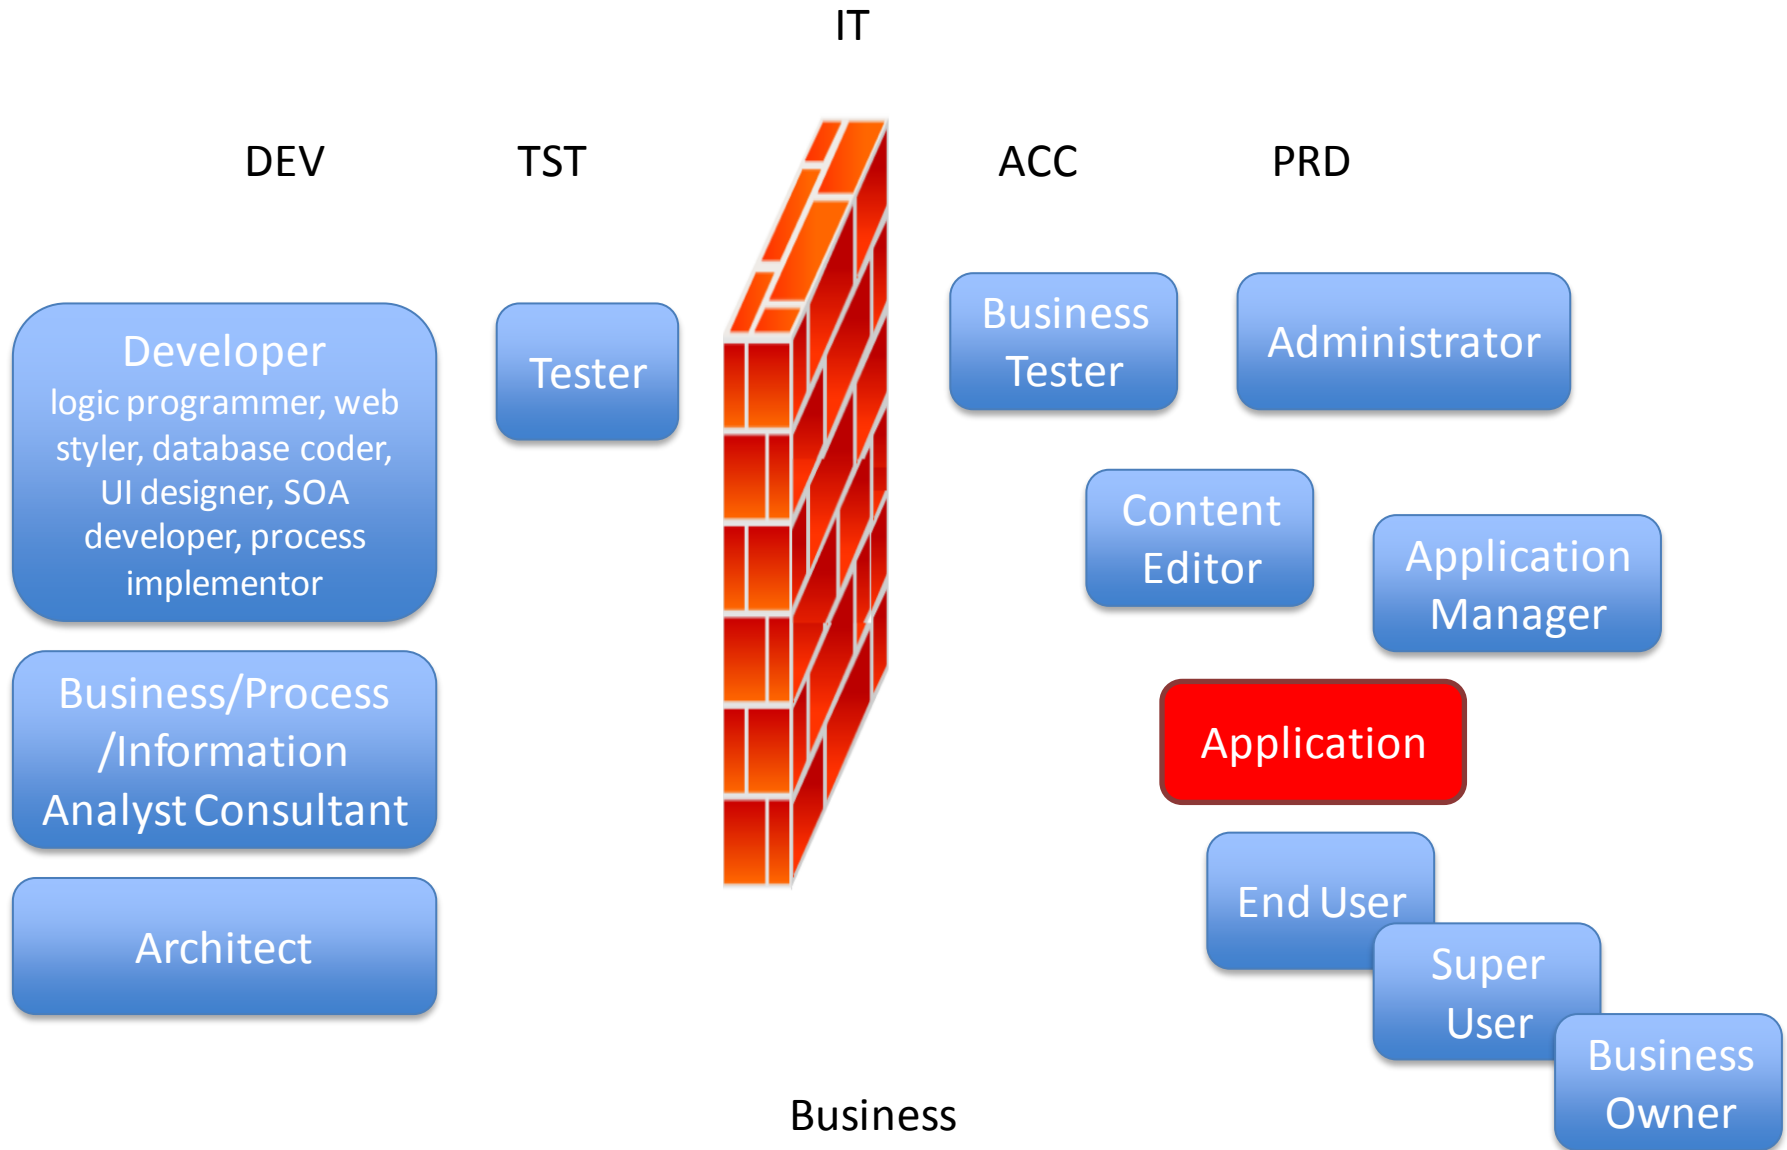 IT
DEV
TST
ACC
PRD
Developer
logic programmer, web
styler, database coder,
UI designer, SOA
developer, process
implementor
Tester
Business
Tester
Administrator
Content
Editor
Application
Manager
Business/Process
/Information
Analyst Consultant
Application
Architect
End User
Super
User
Business
Owner
Business